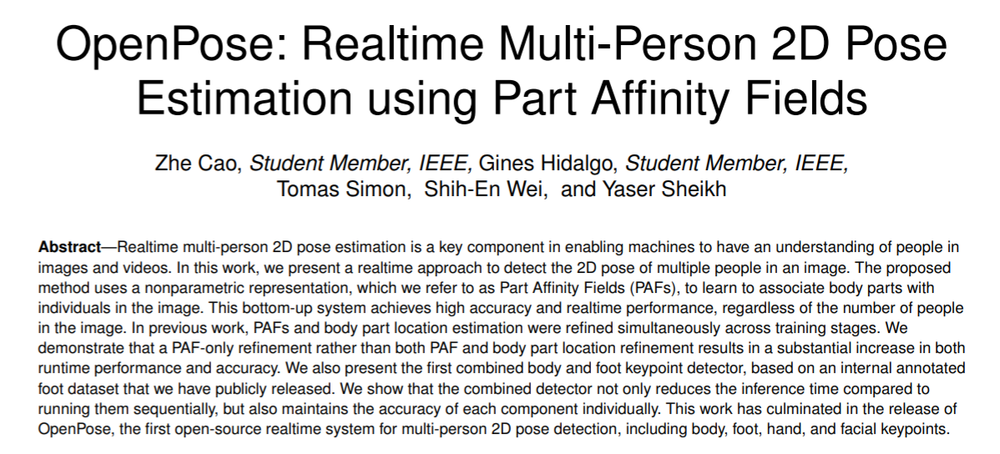 OpenPose: Realtime Multi-Person 2D Pose
Estimation using Part Affinity Fields
Zhe Cao, Student Member, IEEE, Gines Hidalgo, Student Member, IEEE,
Tomas Simon, Shih-En Wei, and Yaser Sheikh
Abstract—Realtime multi-person 2D pose estimation is a key component in enabling machines to have an understanding of people in
images and videos. In this work, we present a realtime approach to detect the 2D pose of multiple people in an image. The proposed
method uses a nonparametric representation, which we refer to as Part Affinity Fields (PAFs), to learn to associate body parts with
individuals in the image. This bottom-up system achieves high accuracy and realtime performance, regardless of the number of people
in the image. In previous work, PAFs and body part location estimation were refined simultaneously across training stages. We
demonstrate that a PAF-only refinement rather than both PAF and body part location refinement results in a substantial increase in both
runtime performance and accuracy. We also present the first combined body and foot keypoint detector, based on an internal annotated
foot dataset that we have publicly released. We show that the combined detector not only reduces the inference time compared to
running them sequentially, but also maintains the accuracy of each component individually. This work has culminated in the release of
OpenPose, the first open-source realtime system for multi-person 2D pose detection, including body, foot, hand, and facial keypoints.